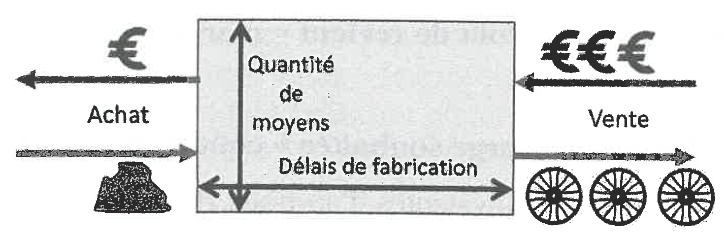 €
€€€
Quantité
de
moyens
Achat
Vente
Délais de fabrication